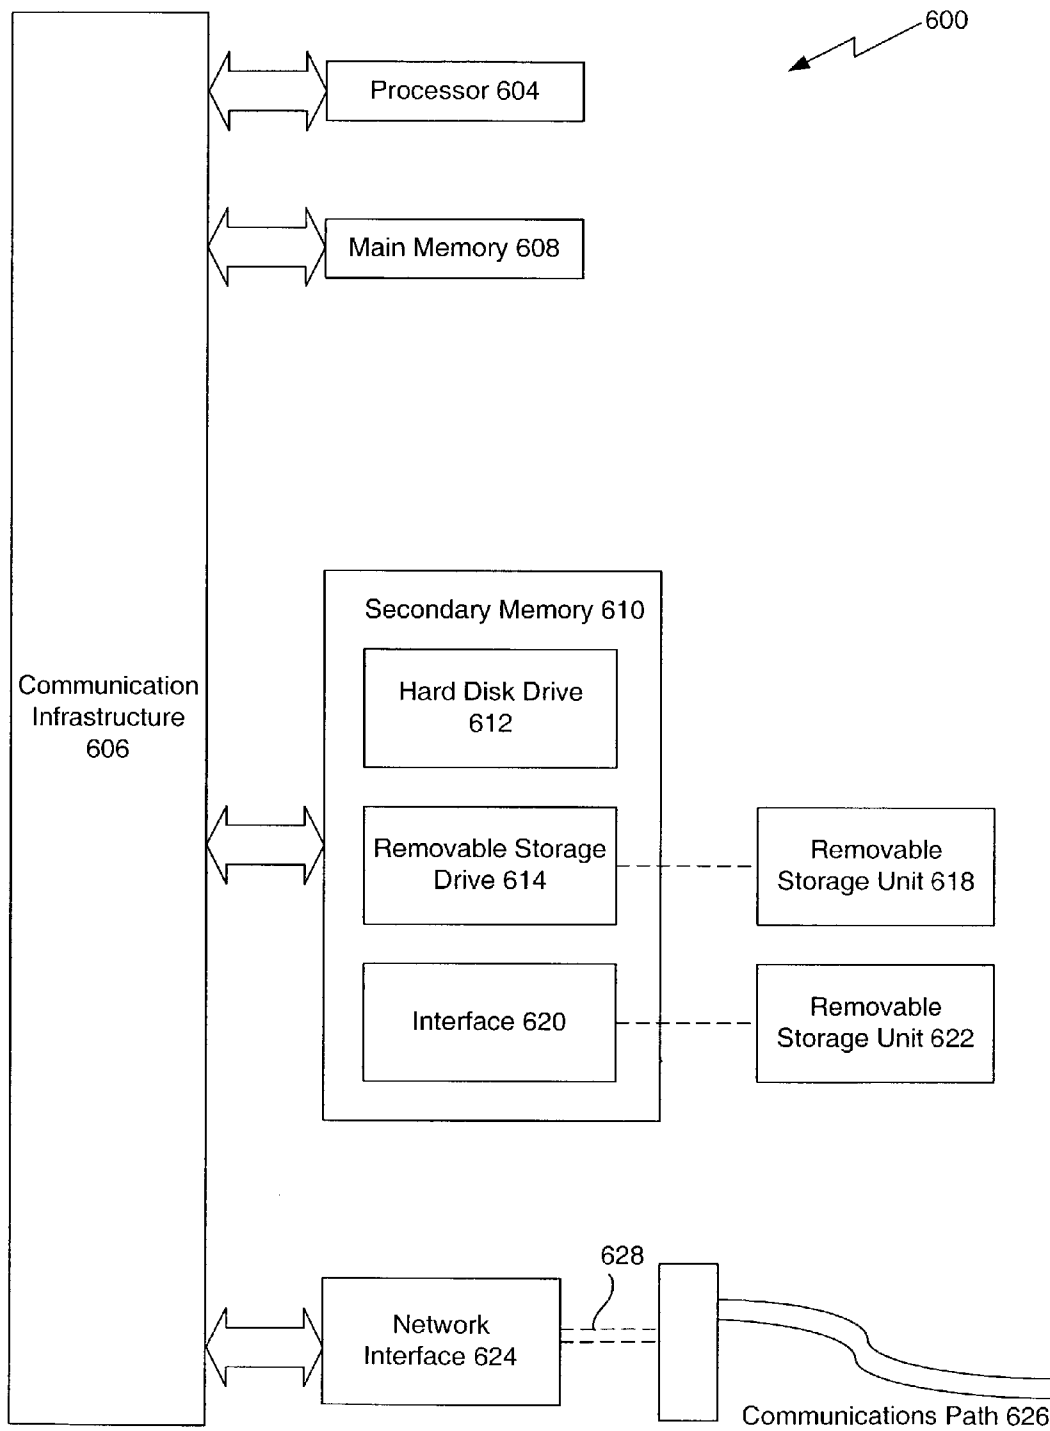 600
Processor 604
Main Memory 608
Communication
Infrastructure
606
Secondary Memory 610
Hard Disk Drive
612
Removable Storage
Drive 614
Removable
Storage Unit 618
Interface 620
Removable
Storage Unit 622
628
Network
Interface 624
Communications Path 626